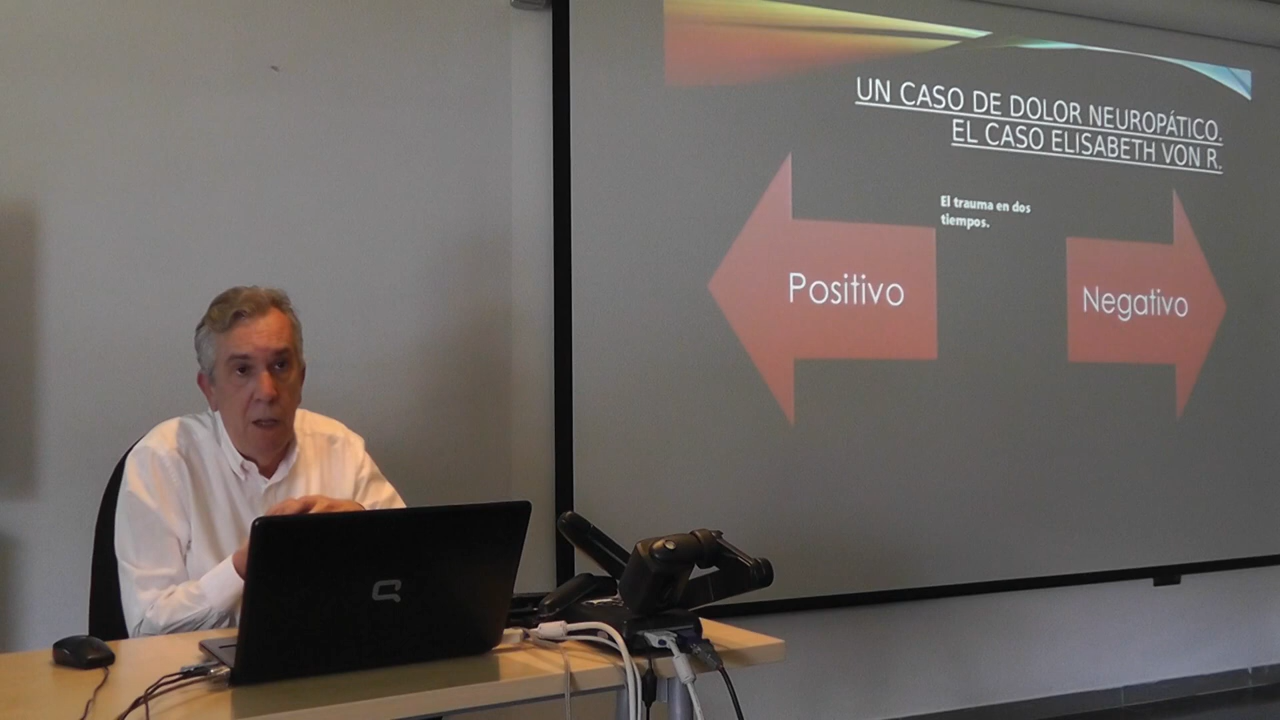 UN CASO DE DOLOR NEUROPÁTICO.
EL CASO ELISABETH VON R.
El trauma en dos
tiempos.
Positivo
Negativo